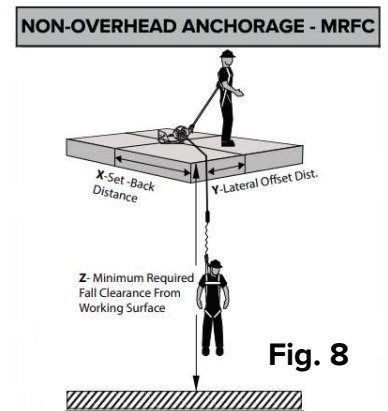 NON-OVERHEAD ANCHORAGE - MRFC
X-Set -Back
Distance
Y-Lateral Offset Dist.
Z- Minimum Required
Fall Clearance From
Working Surface
Fig. 8